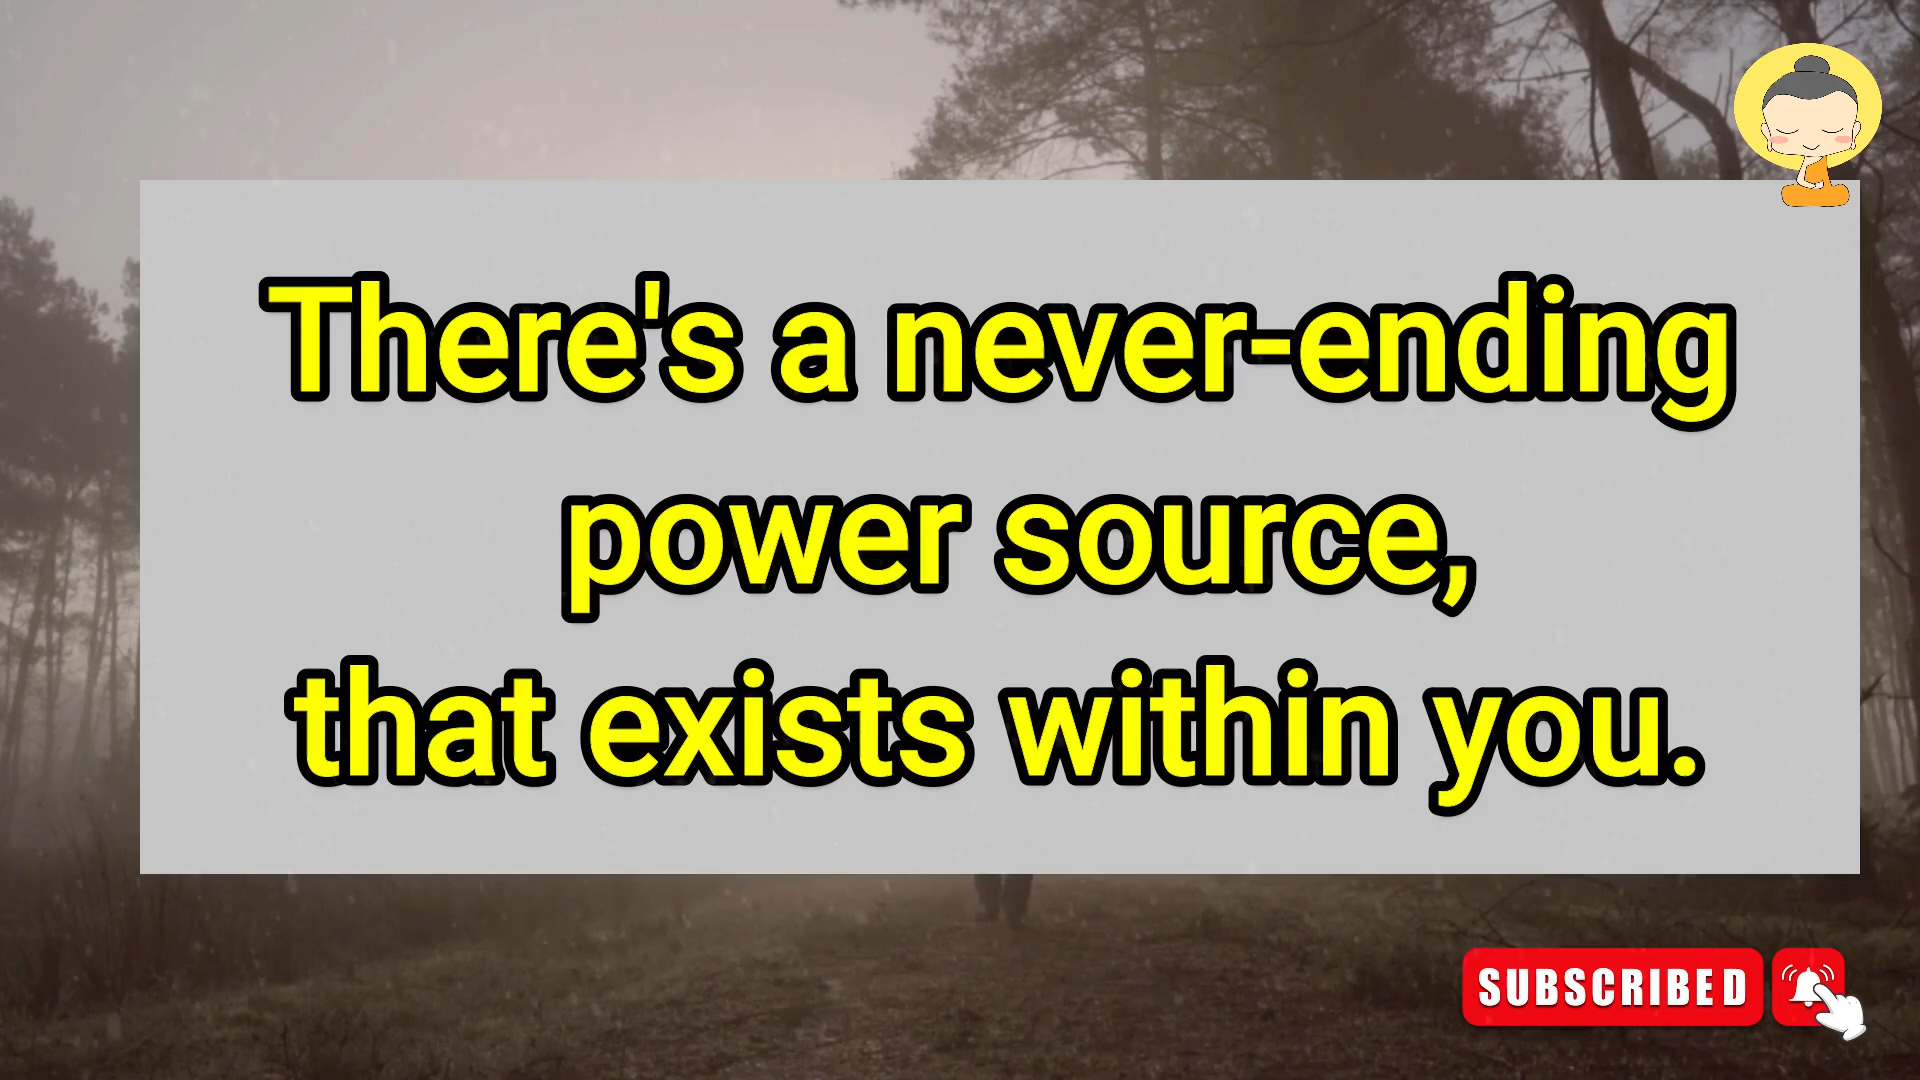 There's a never-ending
power source,
that exists within you.
SUBSCRIBED